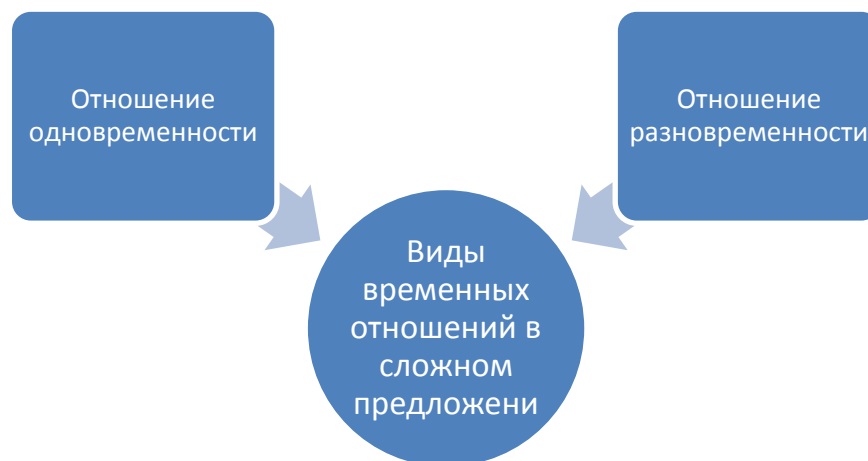 Отношение
одновременности
Отношение
разновременности
Виды
временных
отношений в
сложном
предложени